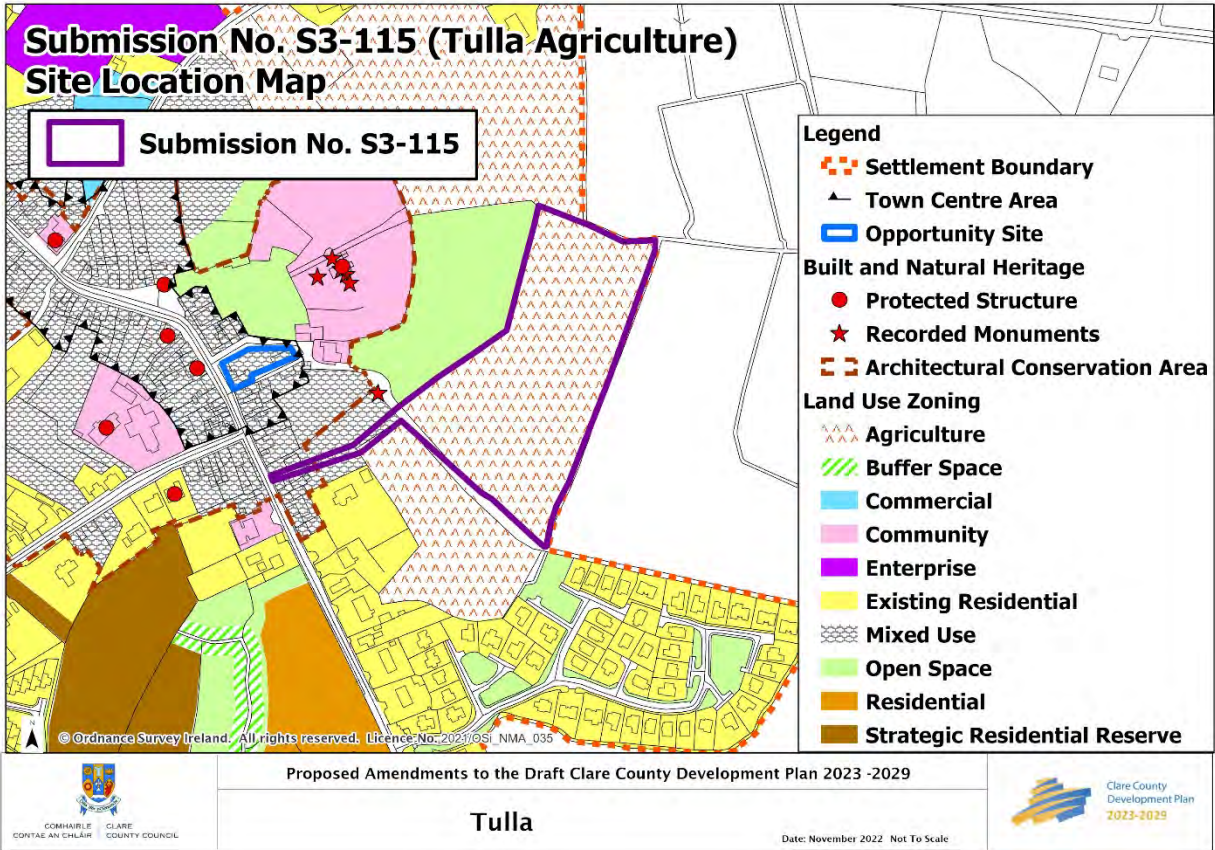 Submission No. S3-115 (Tulla Agriculture)
Site Location Map
Submission No. S3-115
Legend
Settlement Boundary
Town Centre Area
Opportunity Site
Built and Natural Heritage
Protected Structure
Recorded Monuments
Architectural Conservation Area
Land Use Zoning
Agriculture
Buffer Space
Commercial
Community
Enterprise
Existing Residential
Mixed Use
Open Space
Residential
Strategic Residential Reserve
N
© Ordnance Survey Ireland. All rights reserved. Licence No. 2021/OSi_NMA_035
COMHAIRLE CONTAE AN CHLÁIR
CLARE COUNTY COUNCIL
Proposed Amendments to the Draft Clare County Development Plan 2023 -2029
Tulla
Date: November 2022 Not To Scale
Clare County
Development Plan
2023-2029